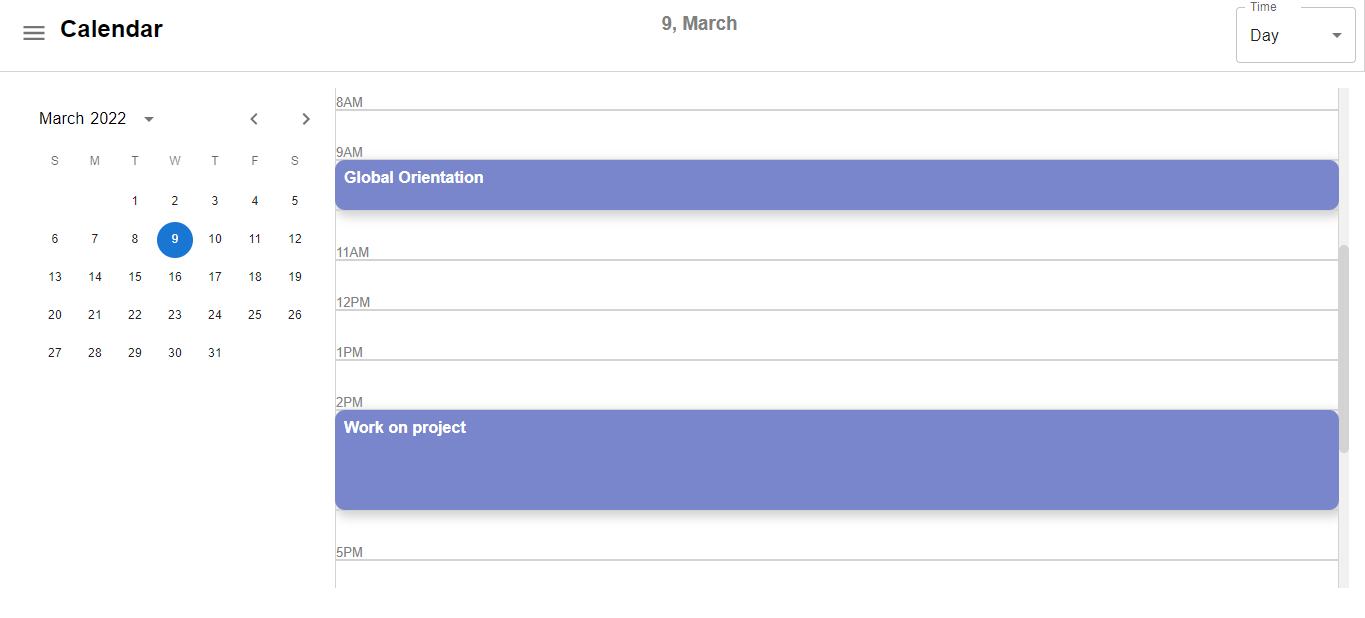 Calendar
9, March
Time
Day
March 2022
S M T W T F S
1 2 3 4 5
6 7 8 9 10 11 12
13 14 15 16 17 18 19
20 21 22 23 24 25 26
27 28 29 30 31
8AM
9AM
Global Orientation
11AM
12PM
1PM
2PM
Work on project
5PM